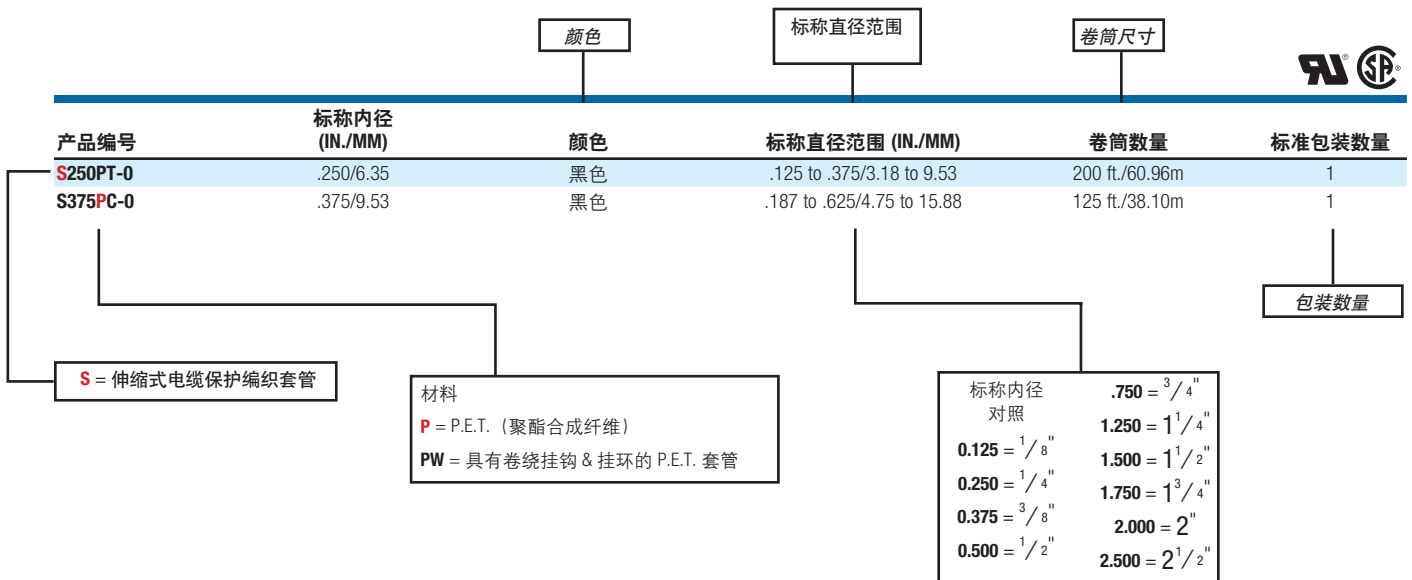 颜色
标称直径范围
卷筒尺寸
产品编号
标称内径
(IN./MM)
颜色
标称直径范围 (IN./MM)
卷筒数量
标准包装数量
S250PT-0 .250/6.35 黑色 .125 to .375/3.18 to 9.53 200 ft./60.96m 1
S375PC-0 .375/9.53 黑色 .187 to .625/4.75 to 15.88 125 ft./38.10m 1
包装数量
S = 伸缩式电缆保护编织套管
材料
P = P.E.T.（聚酯合成纤维）
PW = 具有卷绕挂钩 & 挂环的 P.E.T. 套管
标称内径
对照
0.125 = 1/8"
0.250 = 1/4"
0.375 = 3/8"
0.500 = 1/2"
.750 = 3/4"
1.250 = 1 1/4"
1.500 = 1 1/2"
1.750 = 1 3/4"
2.000 = 2"
2.500 = 2 1/2"